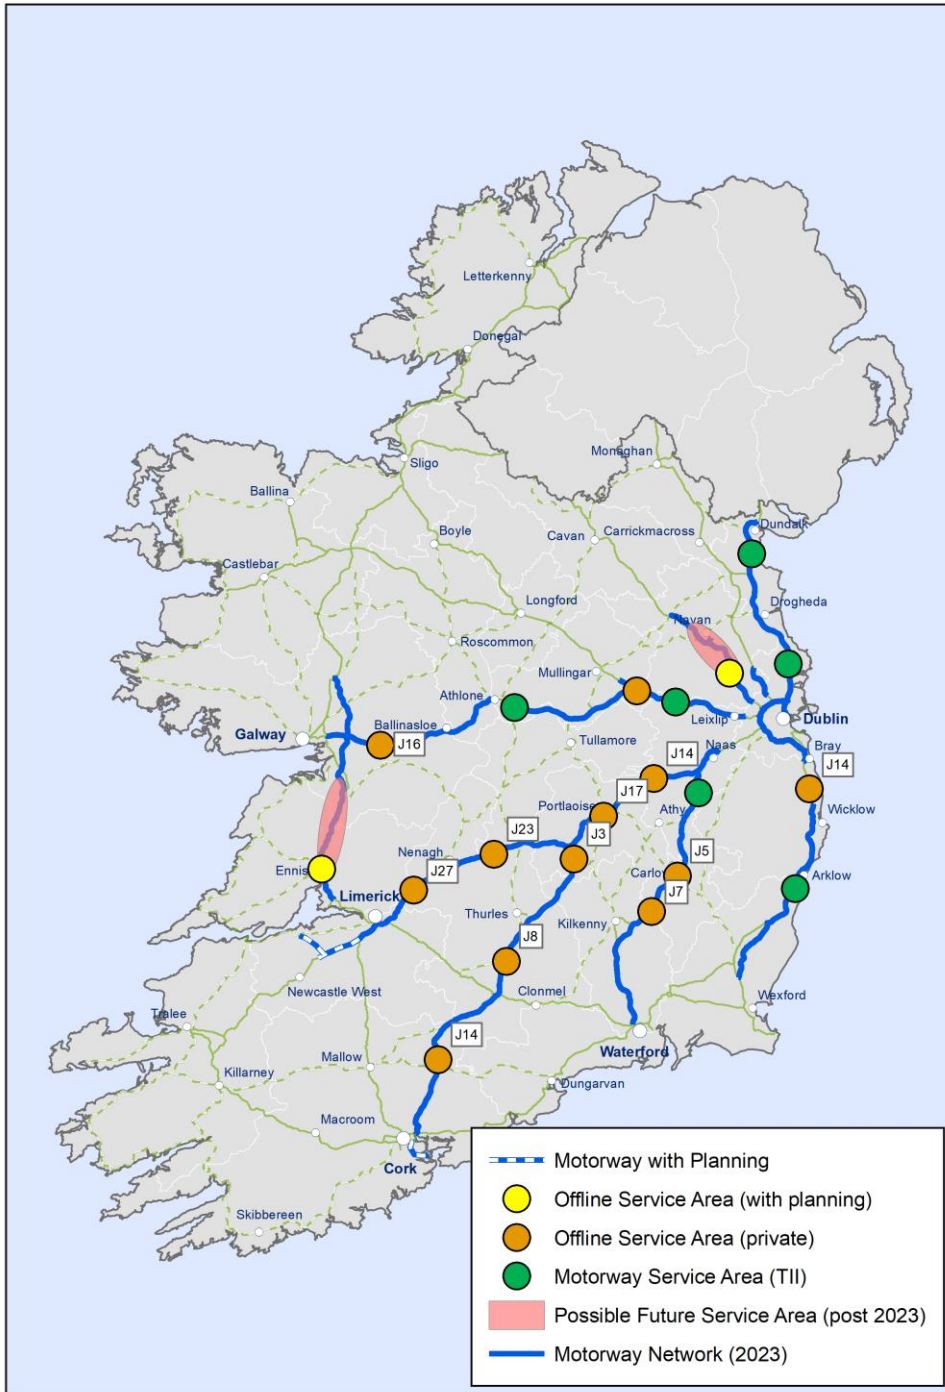 Letterkenny
Donegal
Monaghan
Sligo
Ballina
Dundalk
Boyle
Cavan
Carrickmacross
Castlebar
Longford
Drogheda
Navan
Roscommon
Mullingar
Athlone
Leixlip
Dublin
Galway
Ballinasloe
J16
Tullamore
Naas
Bray
J14
J14
J17
Portlaoise
Athy
Wicklow
J23
J3
Nenagh
J5
Ennis
J27
Carlo
Arklow
J7
Limerick
Thurles
Kilkenny
J8
Newcastle West
Clonmel
Wexford
Tralee
J14
Waterford
Mallow
Killarney
Dungarvan
Macroom
Cork
Skibbereen
Motorway with Planning
Offline Service Area (with planning)
Offline Service Area (private)
Motorway Service Area (TII)
Possible Future Service Area (post 2023)
Motorway Network (2023)